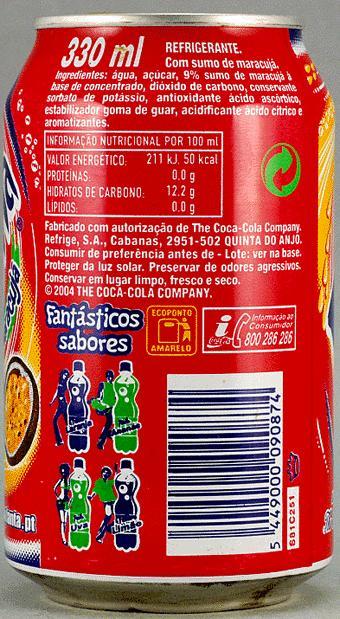 330 ml
REFRIGERANTE.
Com sumo de maracujá.
Ingredientes: água, açúcar, 9% sumo de maracujá à
base de concentrado, dióxido de carbono, conservante
sorbato de potássio, antioxidante ácido ascórbico,
estabilizador goma de guar, acidificante ácido cítrico e
aromatizantes.
INFORMAÇÃO NUTRICIONAL POR 100 ml
VALOR ENERGÉTICO: 211 kJ. 50 kcal
PROTEÍNAS: 0,0 g
HIDRATOS DE CARBONO: 12.2 g
LIPIDOS: 0.0 g
Fabricado com autorização de The Coca-Cola Company.
Refrige, S.A., Cabanas, 2951-502 QUINTA DO ANJO.
Consumir de preferência antes de - Lote: ver na base.
Proteger da luz solar. Preservar de odores agressivos.
Conservar em lugar limpo, fresco e seco.
© 2004 THE COCA-COLA COMPANY.
Fantásticos
sabores
ECOPONTO
AMARELO
Informação ao
Consumidor
800 286 286
Uva
Limão
.pt
5 449000 090874
681C251